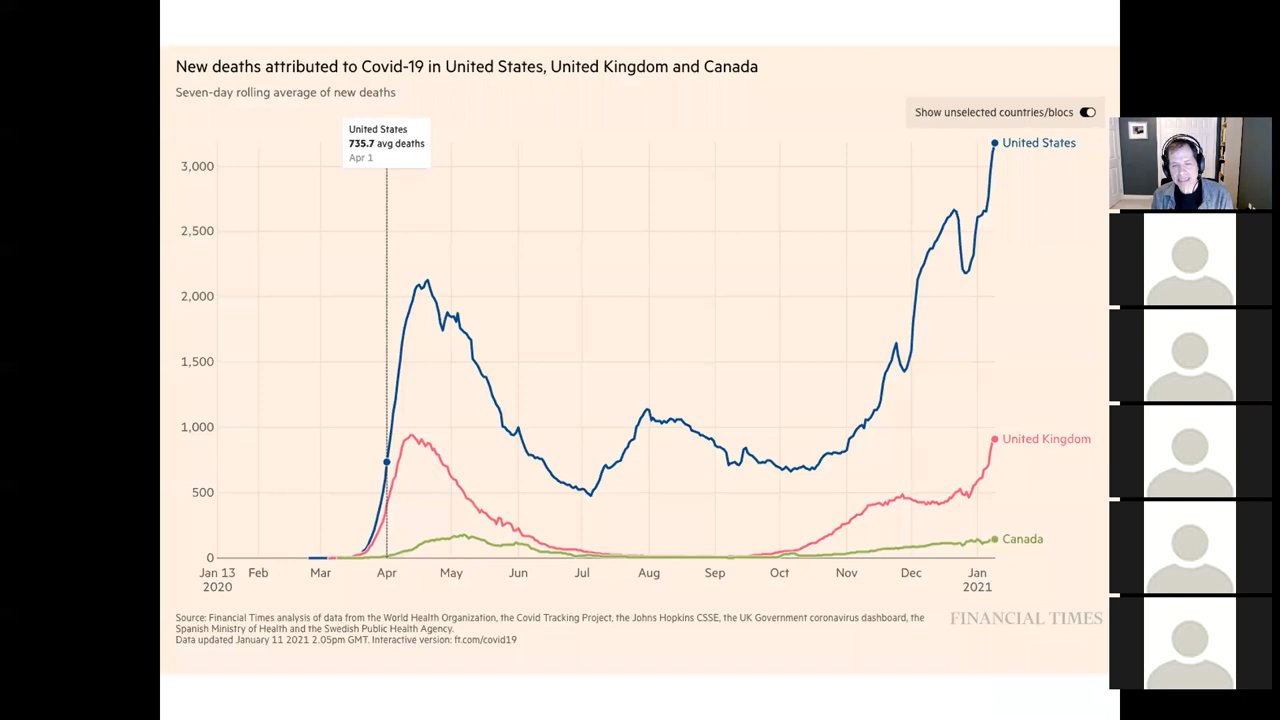 New deaths attributed to Covid-19 in United States, United Kingdom and Canada
Seven-day rolling average of new deaths
Show unselected countries/blocs
United States
735.7 avg deaths
Apr 1
United States
3,000
2,500
2,000
1,500
1,000
United Kingdom
500
Canada
0
Jan 13 Feb Mar Apr May Jun Jul Aug Sep Oct Nov Dec Jan
2020 2021
Source: Financial Times analysis of data from the World Health Organization, the Covid Tracking Project, the Johns Hopkins CSSE, the UK Government coronavirus dashboard, the
Spanish Ministry of Health and the Swedish Public Health Agency.
Data updated January 11 2021 2.05pm GMT. Interactive version: ft.com/covid19
FINANCIAL TIMES